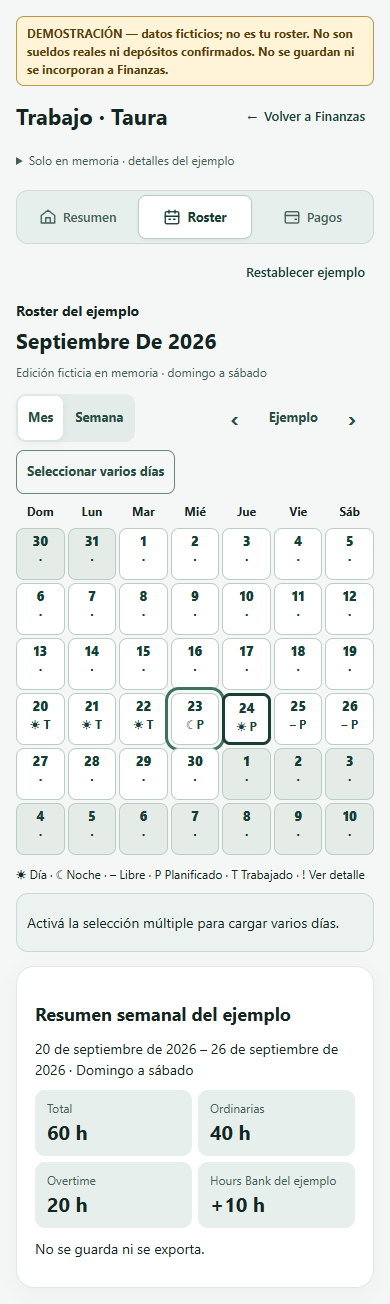 DEMOSTRACIÓN — datos ficticios; no es tu roster. No son
sueldos reales ni depósitos confirmados. No se guardan ni
se incorporan a Finanzas.
Trabajo · Taura
← Volver a Finanzas
▶ Solo en memoria · detalles del ejemplo
Resumen Roster Pagos
Restablecer ejemplo
Roster del ejemplo
Septiembre De 2026
Edición ficticia en memoria · domingo a sábado
Mes Semana ‹ Ejemplo ›
Seleccionar varios días
Dom Lun Mar Mié Jue Vie Sáb
30 31 1 2 3 4 5
· · · · · · ·
6 7 8 9 10 11 12
· · · · · · ·
13 14 15 16 17 18 19
· · · · · · ·
20 21 22 23 24 25 26
☀ T ☀ T ☀ T ☾ P ☀ P – P – P
27 28 29 30 1 2 3
· · · · · · ·
4 5 6 7 8 9 10
· · · · · · ·
☀ Día · ☾ Noche · – Libre · P Planificado · T Trabajado · ! Ver detalle
Activá la selección múltiple para cargar varios días.
Resumen semanal del ejemplo
20 de septiembre de 2026 – 26 de septiembre de
2026 · Domingo a sábado
Total
60 h
Ordinarias
40 h
Overtime
20 h
Hours Bank del ejemplo
+10 h
No se guarda ni se exporta.